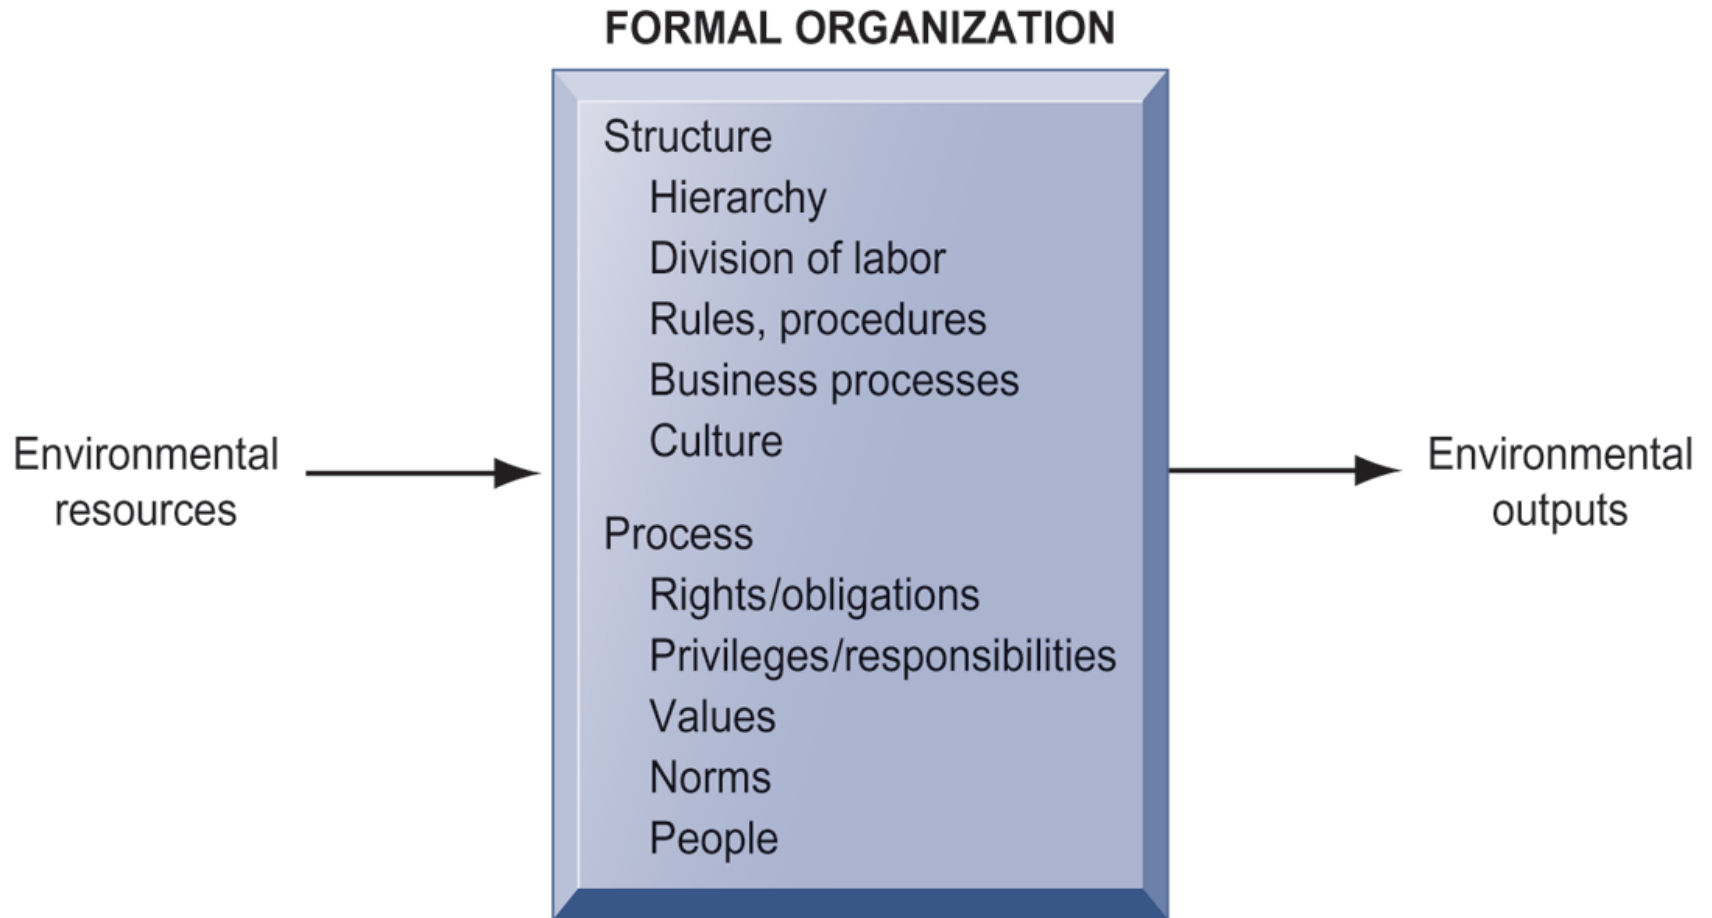 FORMAL ORGANIZATION
Structure
Hierarchy
Division of labor
Rules, procedures
Business processes
Culture
Environmental
resources
Environmental
outputs
Process
Rights/obligations
Privileges/responsibilities
Values
Norms
People